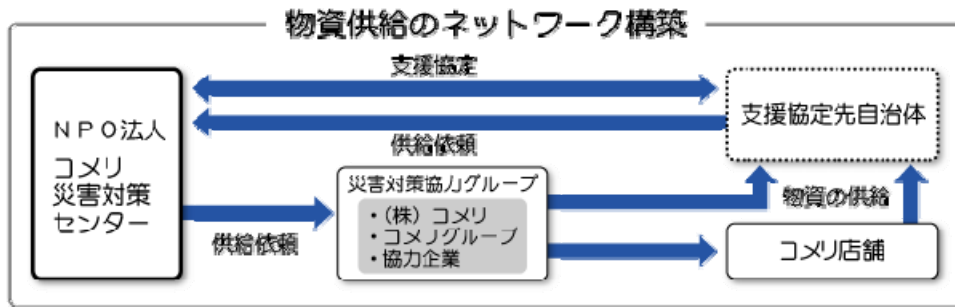 物資供給のネットワーク構築
支援協定
NPO法人
コメリ
災害対策
センター
支援協定先自治体
供給依頼
災害対策協力グループ
・(株)コメリ
・コメリグループ
・協力企業
供給依頼
物資の供給
コメリ店舗